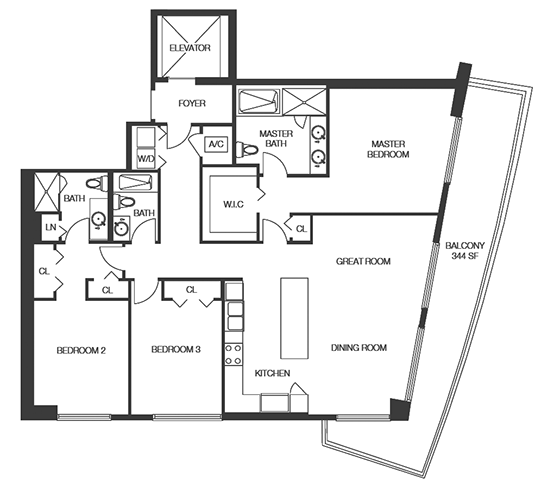 ELEVATOR
FOYER
W/D
A/C
MASTER
BATH
MASTER
BEDROOM
BATH
BATH
LN
W.I.C
CL
CL
CL
CL
BALCONY
344 SF
GREAT ROOM
BEDROOM 2
BEDROOM 3
DINING ROOM
KITCHEN